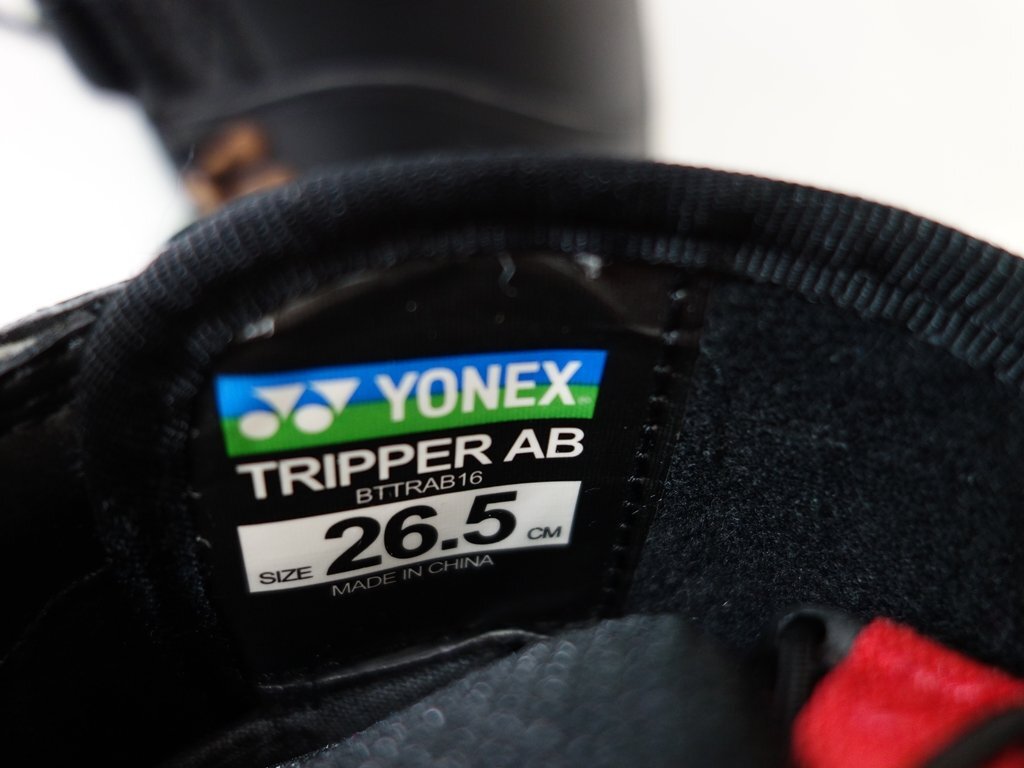 YONEX
TRIPPER AB
BTTRAB16
SIZE 26.5 CM
MADE IN CHINA